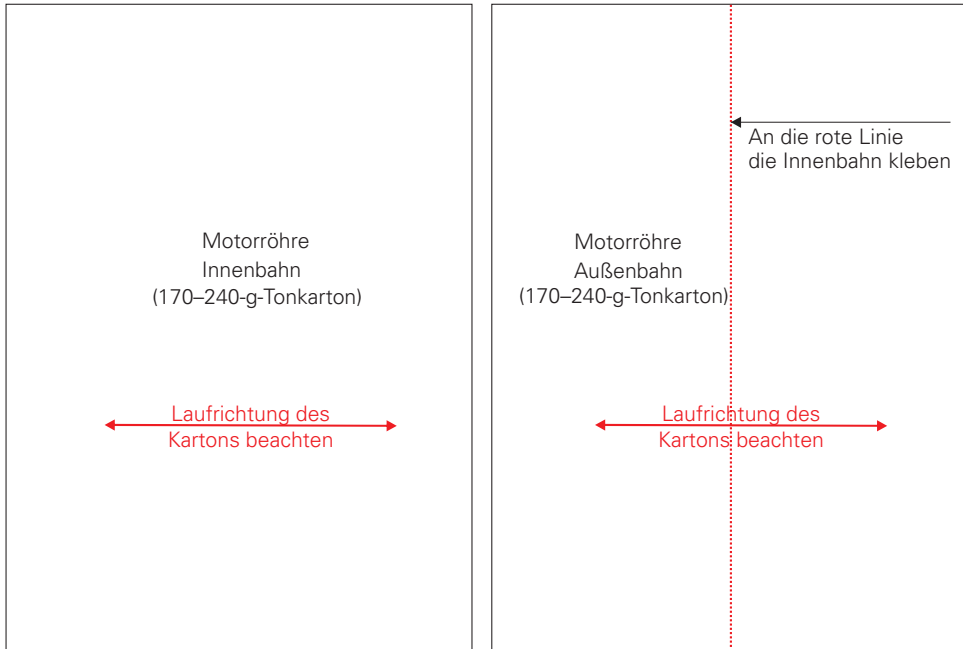 Motorröhre
Innenbahn
(170–240-g-Tonkarton)
Laufrichtung des
Kartons beachten
An die rote Linie
die Innenbahn kleben
Motorröhre
Außenbahn
(170–240-g-Tonkarton)
Laufrichtung des
Kartons beachten